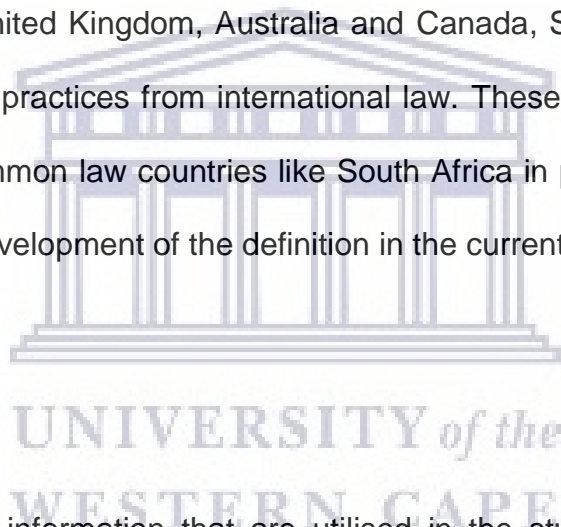 nited Kingdom, Australia and Canada, S
practices from international law. These
mmon law countries like South Africa in p
velopment of the definition in the current
UNIVERSITY of the
WESTERN CAPE
information that are utilised in the stu